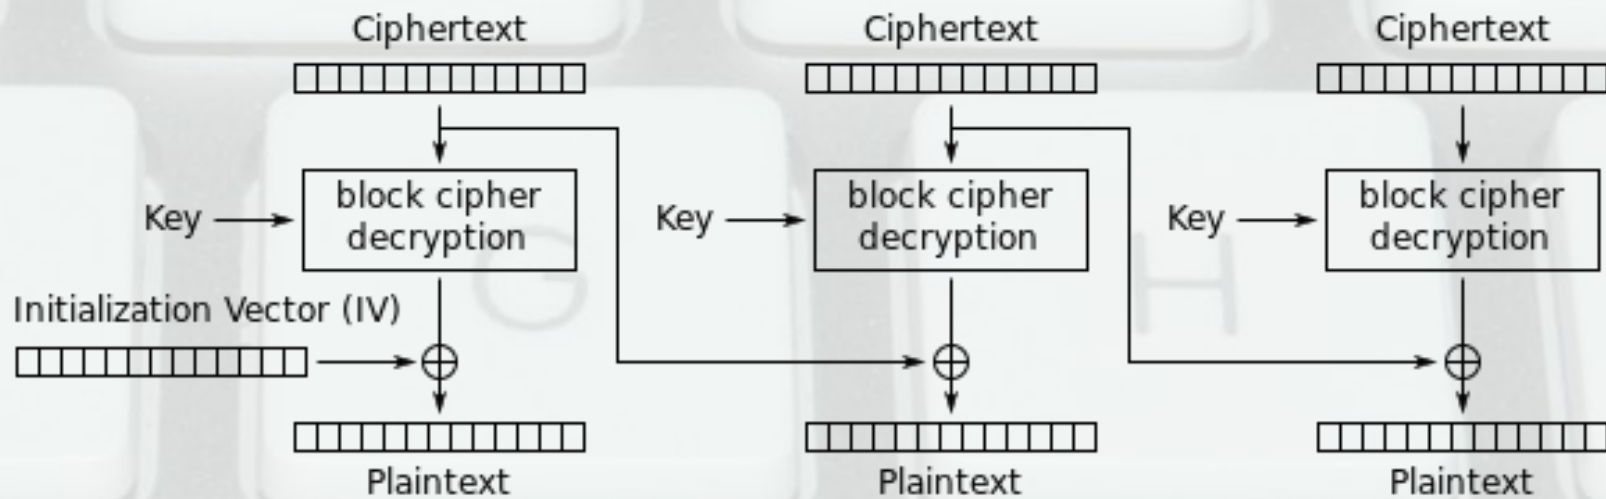 Ciphertext
Ciphertext
Ciphertext
block cipher
decryption
block cipher
decryption
block cipher
decryption
Key
Key
Key
G
H
Initialization Vector (IV)
Plaintext
Plaintext
Plaintext